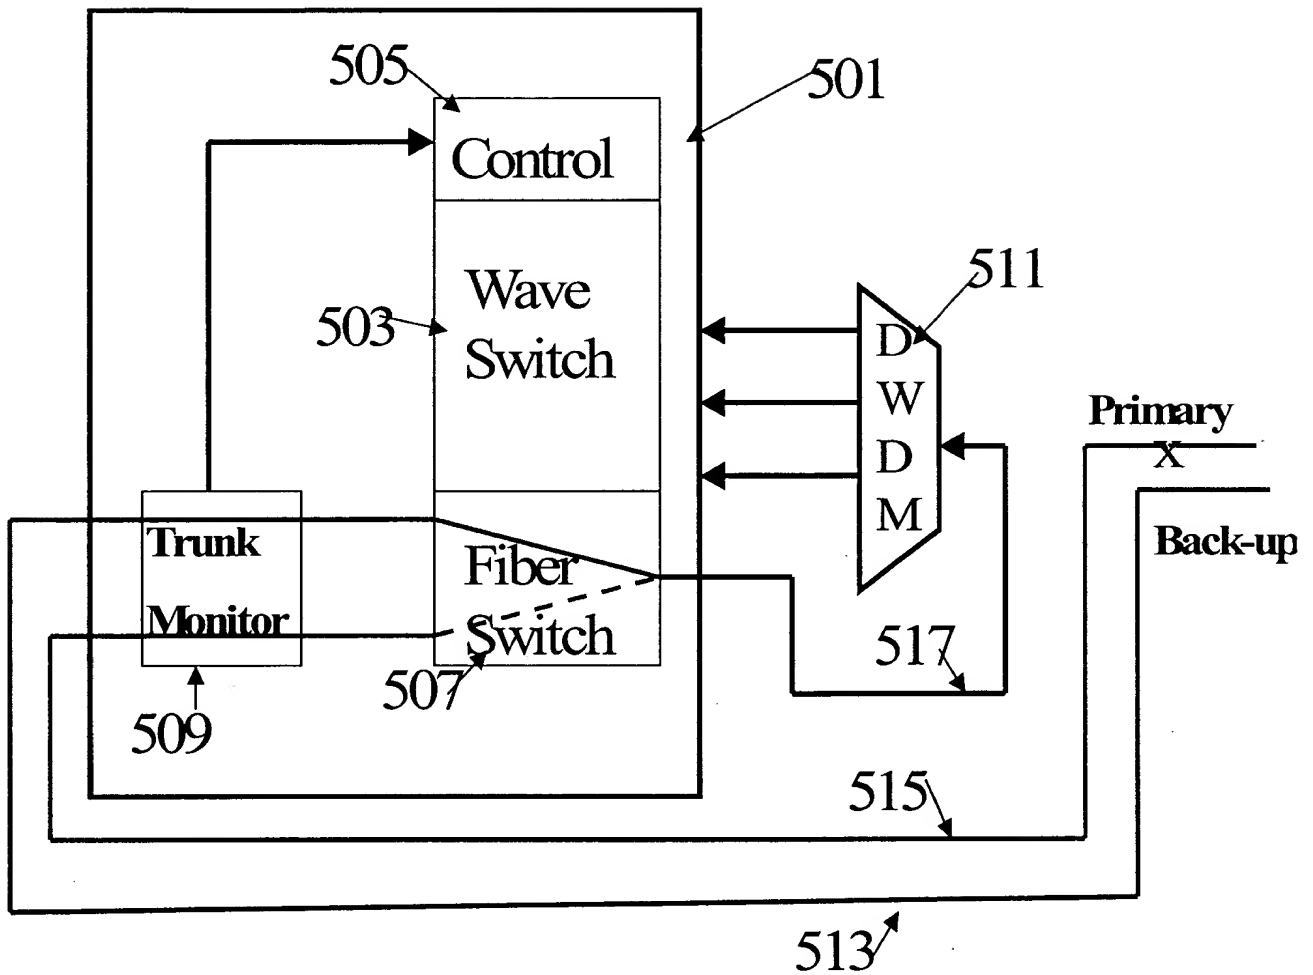 505
501
Control
511
Wave
503
Switch
D
W
D
M
Primary
X
Trunk
Back-up
Fiber
Monitor
Switch
517
507
509
515
513